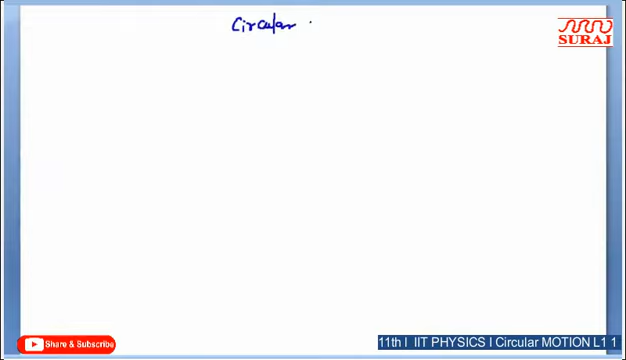 Circular
SURAJ
Share & Subscribe
11th I IIT PHYSICS I Circular MOTION L1 1